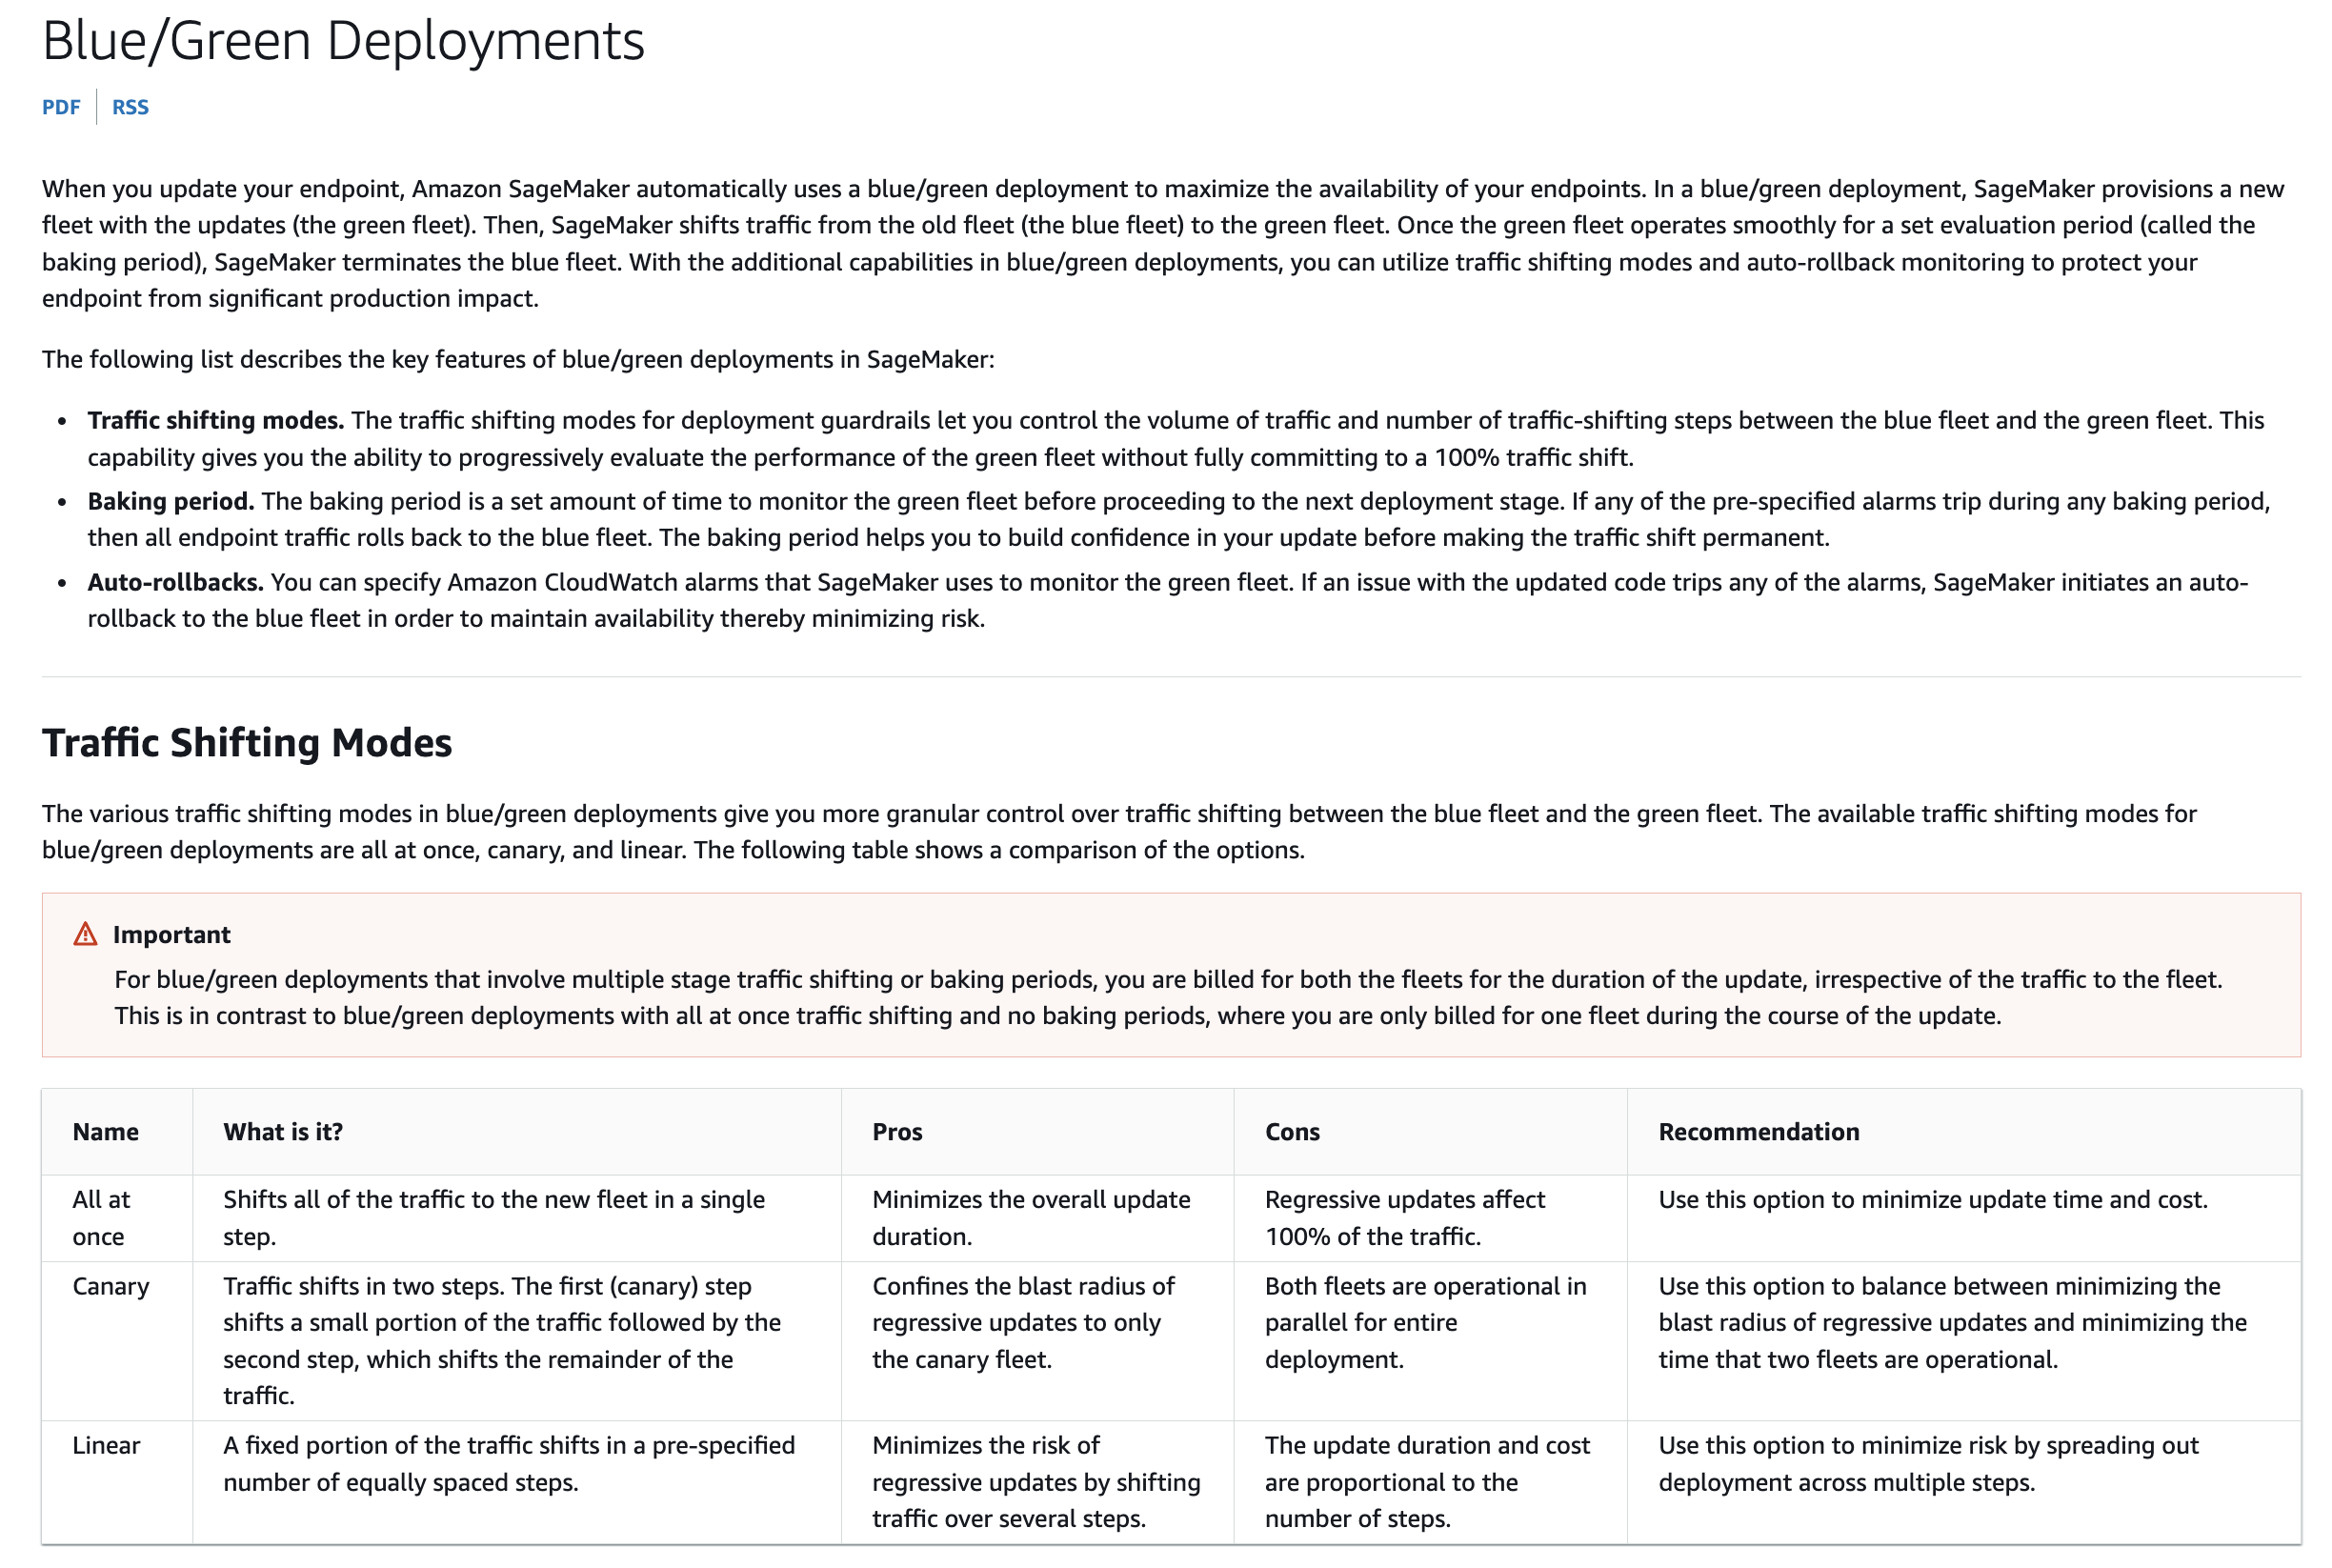 Blue/Green Deployments
PDF
RSS
When you update your endpoint, Amazon SageMaker automatically uses a blue/green deployment to maximize the availability of your endpoints. In a blue/green deployment, SageMaker provisions a new
fleet with the updates (the green fleet). Then, SageMaker shifts traffic from the old fleet (the blue fleet) to the green fleet. Once the green fleet operates smoothly for a set evaluation period (called the
baking period), SageMaker terminates the blue fleet. With the additional capabilities in blue/green deployments, you can utilize traffic shifting modes and auto-rollback monitoring to protect your
endpoint from significant production impact.
The following list describes the key features of blue/green deployments in SageMaker:
• Traffic shifting modes. The traffic shifting modes for deployment guardrails let you control the volume of traffic and number of traffic-shifting steps between the blue fleet and the green fleet. This
capability gives you the ability to progressively evaluate the performance of the green fleet without fully committing to a 100% traffic shift.
• Baking period. The baking period is a set amount of time to monitor the green fleet before proceeding to the next deployment stage. If any of the pre-specified alarms trip during any baking period,
then all endpoint traffic rolls back to the blue fleet. The baking period helps you to build confidence in your update before making the traffic shift permanent.
• Auto-rollbacks. You can specify Amazon CloudWatch alarms that SageMaker uses to monitor the green fleet. If an issue with the updated code trips any of the alarms, SageMaker initiates an auto-
rollback to the blue fleet in order to maintain availability thereby minimizing risk.
Traffic Shifting Modes
The various traffic shifting modes in blue/green deployments give you more granular control over traffic shifting between the blue fleet and the green fleet. The available traffic shifting modes for
blue/green deployments are all at once, canary, and linear. The following table shows a comparison of the options.
Important
For blue/green deployments that involve multiple stage traffic shifting or baking periods, you are billed for both the fleets for the duration of the update, irrespective of the traffic to the fleet.
This is in contrast to blue/green deployments with all at once traffic shifting and no baking periods, where you are only billed for one fleet during the course of the update.
Name
What is it?
Pros
Cons
Recommendation
All at
once
Shifts all of the traffic to the new fleet in a single
step.
Minimizes the overall update
duration.
Regressive updates affect
100% of the traffic.
Use this option to minimize update time and cost.
Canary
Traffic shifts in two steps. The first (canary) step
shifts a small portion of the traffic followed by the
second step, which shifts the remainder of the
traffic.
Confines the blast radius of
regressive updates to only
the canary fleet.
Both fleets are operational in
parallel for entire
deployment.
Use this option to balance between minimizing the
blast radius of regressive updates and minimizing the
time that two fleets are operational.
Linear
A fixed portion of the traffic shifts in a pre-specified
number of equally spaced steps.
Minimizes the risk of
regressive updates by shifting
traffic over several steps.
The update duration and cost
are proportional to the
number of steps.
Use this option to minimize risk by spreading out
deployment across multiple steps.